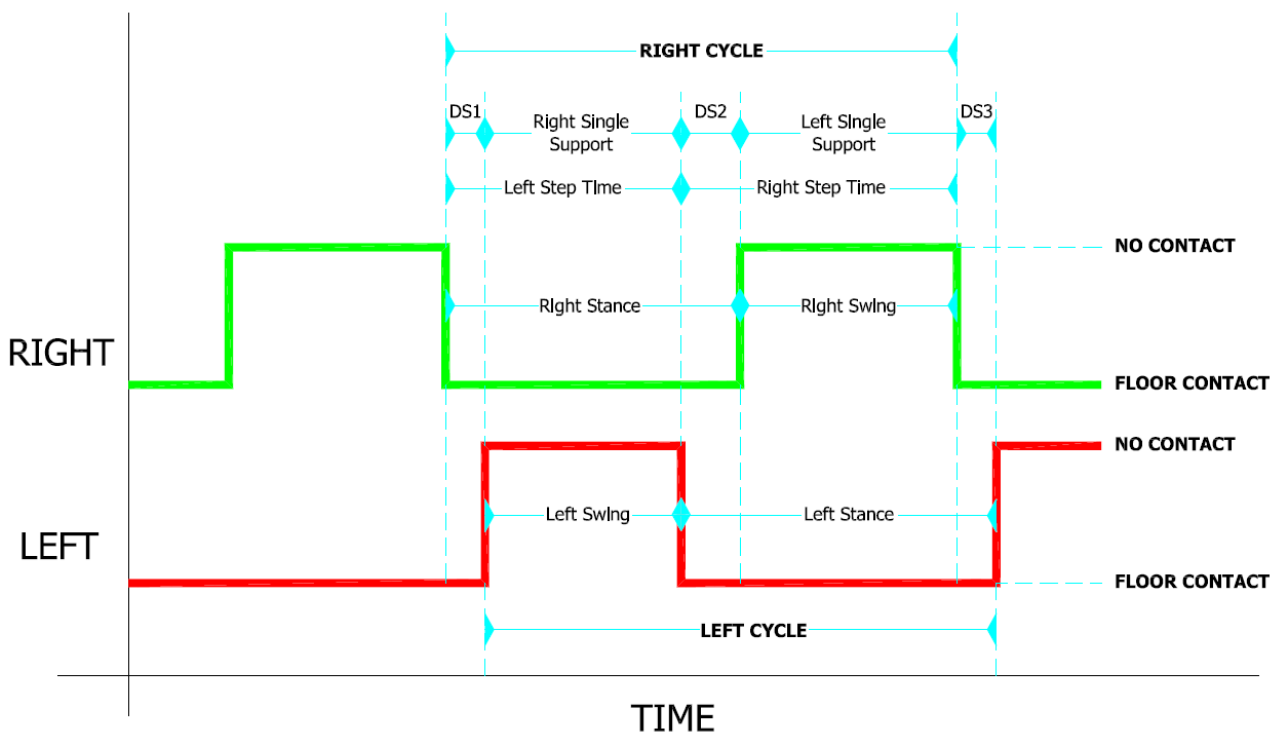 RIGHT CYCLE
DS1
Right Single
Support
DS2
Left SIngle
Support
DS3
Left Step TIme
Right Step Time
NO CONTACT
RIght Stance
RIght SwIng
RIGHT
FLOOR CONTACT
NO CONTACT
Left SwIng
Left Stance
LEFT
FLOOR CONTACT
LEFT CYCLE
TIME